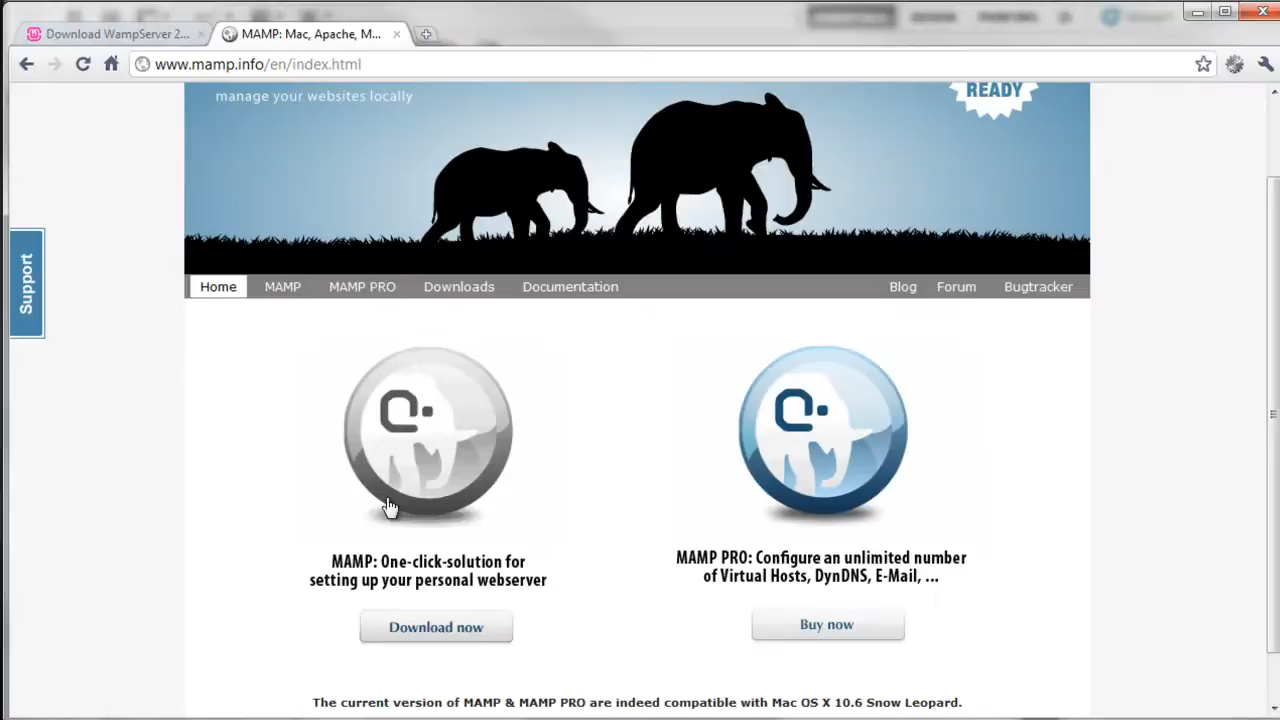 Download WampServer 2...
MAMP: Mac, Apache, M...
www.mamp.info/en/index.html
manage your websites locally
READY
Support
Home MAMP MAMP PRO Downloads Documentation Blog Forum Bugtracker
MAMP: One-click-solution for
setting up your personal webserver
MAMP PRO: Configure an unlimited number
of Virtual Hosts, DynDNS, E-Mail, ...
Download now
Buy now
The current version of MAMP & MAMP PRO are indeed compatible with Mac OS X 10.6 Snow Leopard.